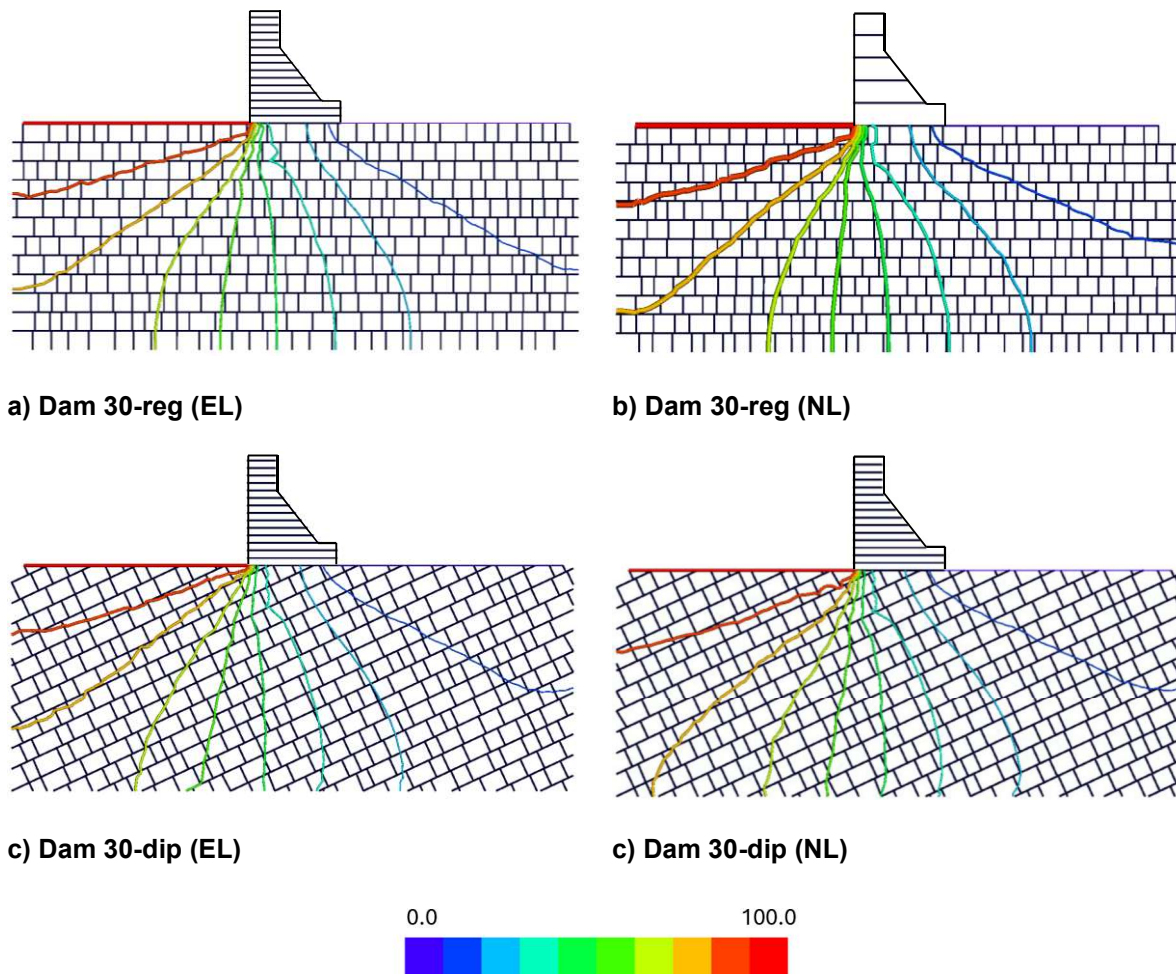 a) Dam 30-reg (EL)
b) Dam 30-reg (NL)
c) Dam 30-dip (EL)
c) Dam 30-dip (NL)
0.0 100.0